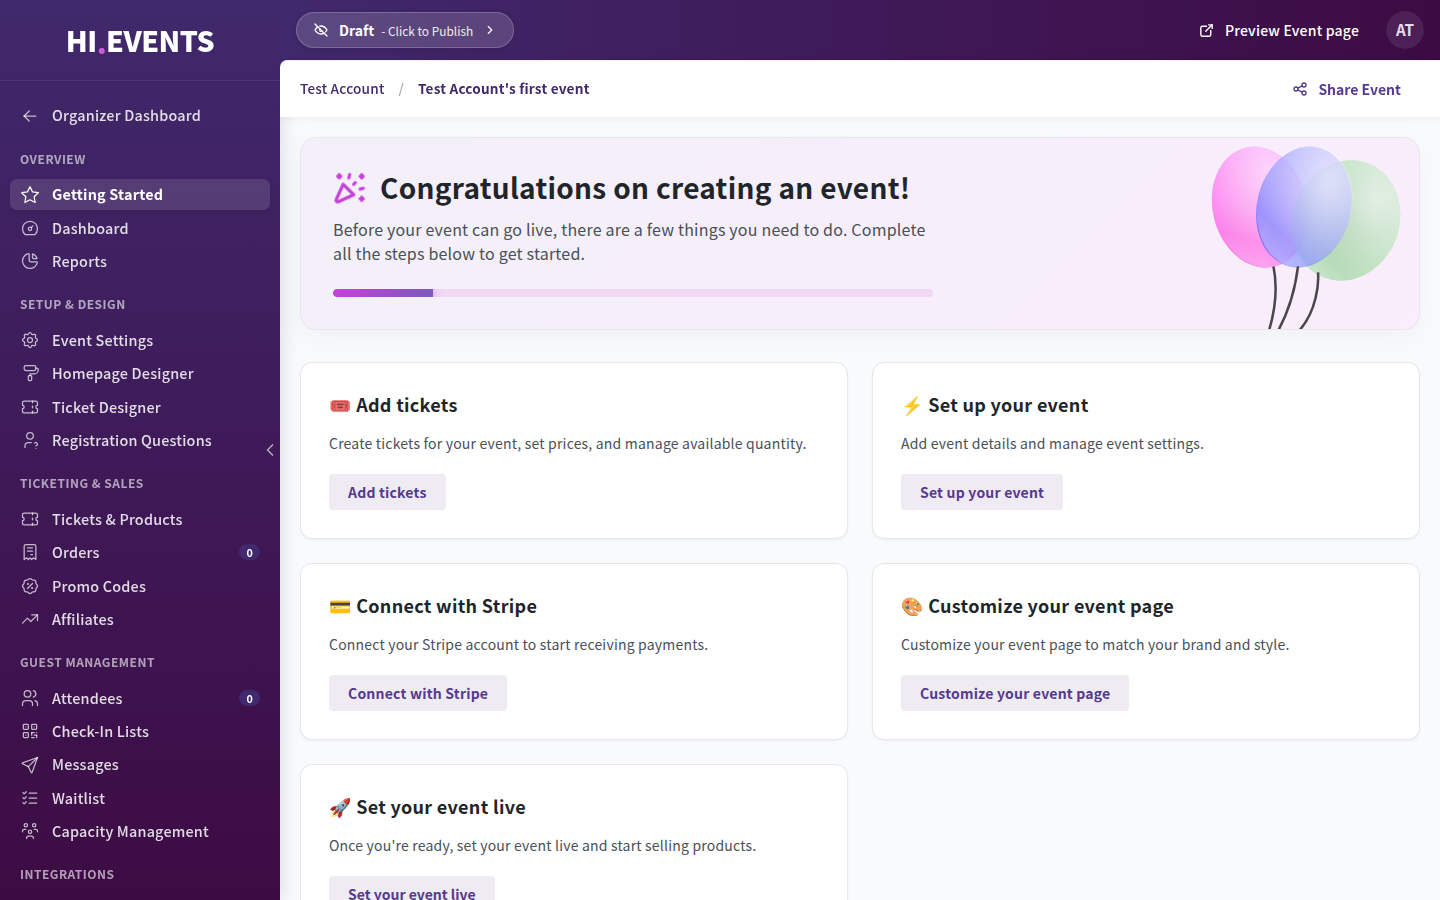 HI.EVENTS
Draft - Click to Publish
Preview Event page
AT
Organizer Dashboard
OVERVIEW
Getting Started
Dashboard
Reports
SETUP & DESIGN
Event Settings
Homepage Designer
Ticket Designer
Registration Questions
TICKETING & SALES
Tickets & Products
Orders 0
Promo Codes
Affiliates
GUEST MANAGEMENT
Attendees 0
Check-In Lists
Messages
Waitlist
Capacity Management
INTEGRATIONS
Test Account / Test Account's first event
Share Event
Congratulations on creating an event!
Before your event can go live, there are a few things you need to do. Complete
all the steps below to get started.
Add tickets
Create tickets for your event, set prices, and manage available quantity.
Add tickets
Set up your event
Add event details and manage event settings.
Set up your event
Connect with Stripe
Connect your Stripe account to start receiving payments.
Connect with Stripe
Customize your event page
Customize your event page to match your brand and style.
Customize your event page
Set your event live
Once you're ready, set your event live and start selling products.
Set your event live